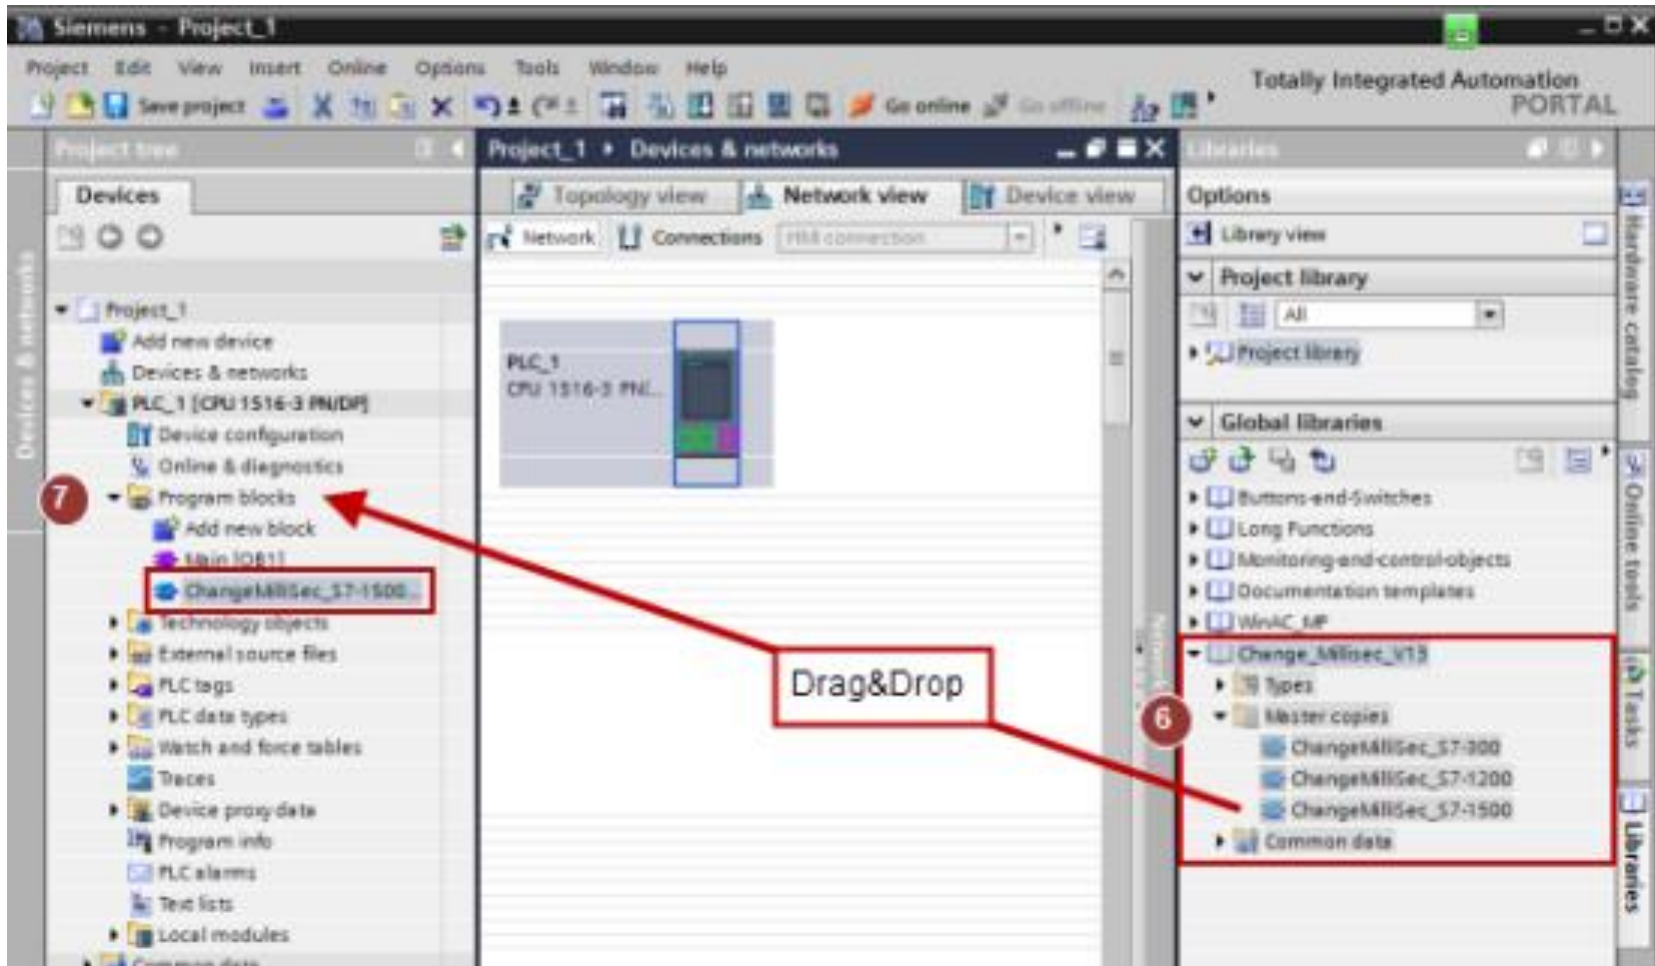 Siemens - Project_1
Project Edit View Insert Online Options Tools Window Help
Totally Integrated Automation
PORTAL
Save project
Go online
Go offline
Project tree
Devices
Project_1
Add new device
Devices & networks
PLC_1 [CPU 1516-3 PN/DP]
Device configuration
Online & diagnostics
7
Program blocks
Add new block
Main [OB1]
ChangeMilliSec_S7-1500...
Technology objects
External source files
PLC tags
PLC data types
Watch and force tables
Traces
Device proxy data
Program info
PLC alarms
Text lists
Local modules
Common data
Devices & networks
Project_1 Devices & networks
Topology view Network view Device view
Network Connections HMI connection
PLC_1
CPU 1516-3 PN/...
Drag&Drop
Libraries
Options
Library view
Project library
All
Project library
Global libraries
Buttons-and-Switches
Long Functions
Monitoring-and-control-objects
Documentation templates
WinAC_MP
Change_Millisec_V13
Types
6
Master copies
ChangeMilliSec_S7-300
ChangeMilliSec_S7-1200
ChangeMilliSec_S7-1500
Common data
Hardware catalog
Online tools
Tasks
Libraries